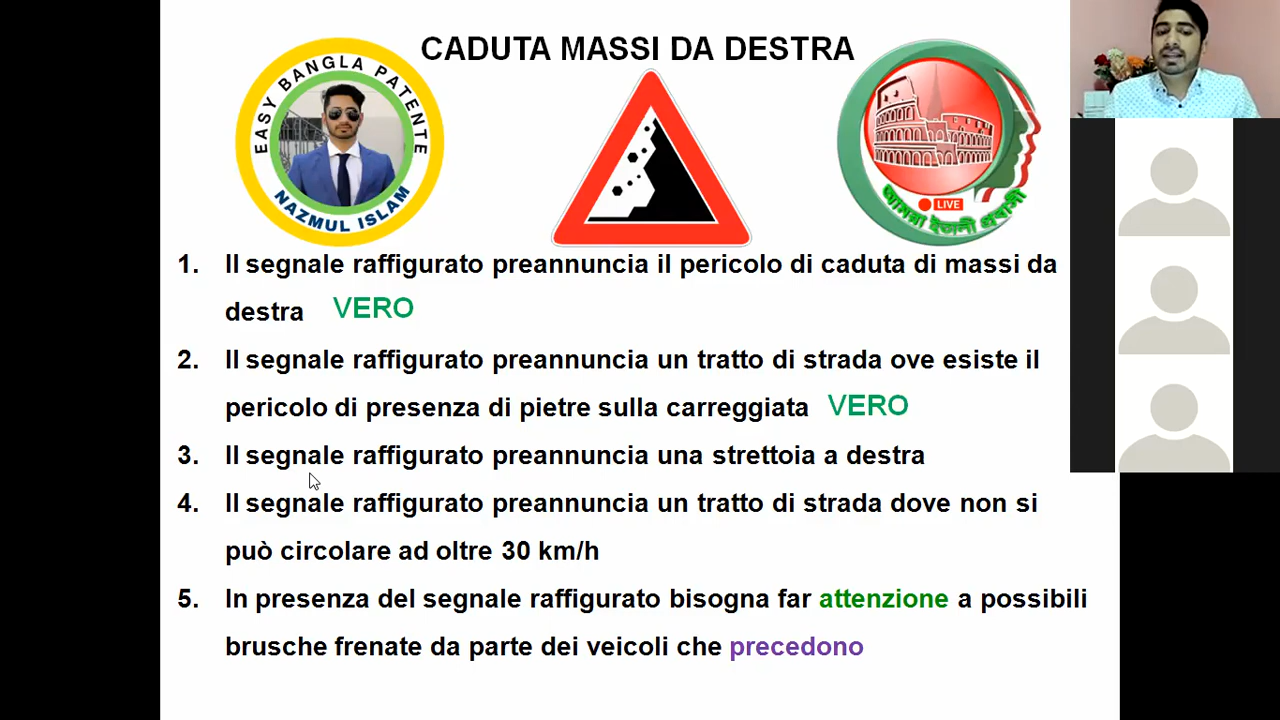 CADUTA MASSI DA DESTRA
EASY BANGLA PATENTE
NAZMUL ISLAM
LIVE
আমরা ইতালী প্রবাসী
1. Il segnale raffigurato preannuncia il pericolo di caduta di massi da
destra VERO
2. Il segnale raffigurato preannuncia un tratto di strada ove esiste il
pericolo di presenza di pietre sulla carreggiata VERO
3. Il segnale raffigurato preannuncia una strettoia a destra
4. Il segnale raffigurato preannuncia un tratto di strada dove non si
può circolare ad oltre 30 km/h
5. In presenza del segnale raffigurato bisogna far attenzione a possibili
brusche frenate da parte dei veicoli che precedono